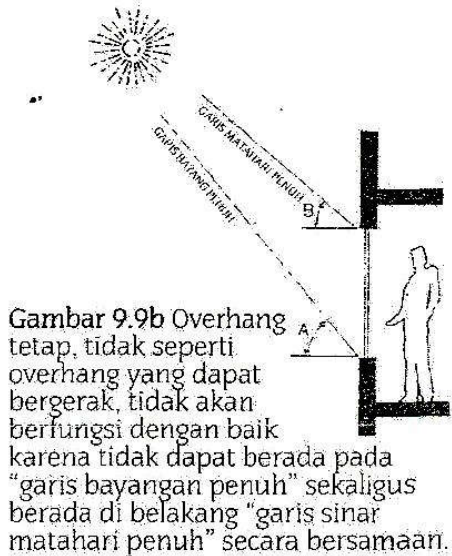 GARIS MATAHARI PENUH
GARIS BAYANG PENUH
B
A
Gambar 9.9b Overhang
tetap, tidak seperti
overhang yang dapat
bergerak, tidak akan
berfungsi dengan baik
karena tidak dapat berada pada
"garis bayangan penuh" sekaligus
berada di belakang "garis sinar
matahari penuh" secara bersamaan.